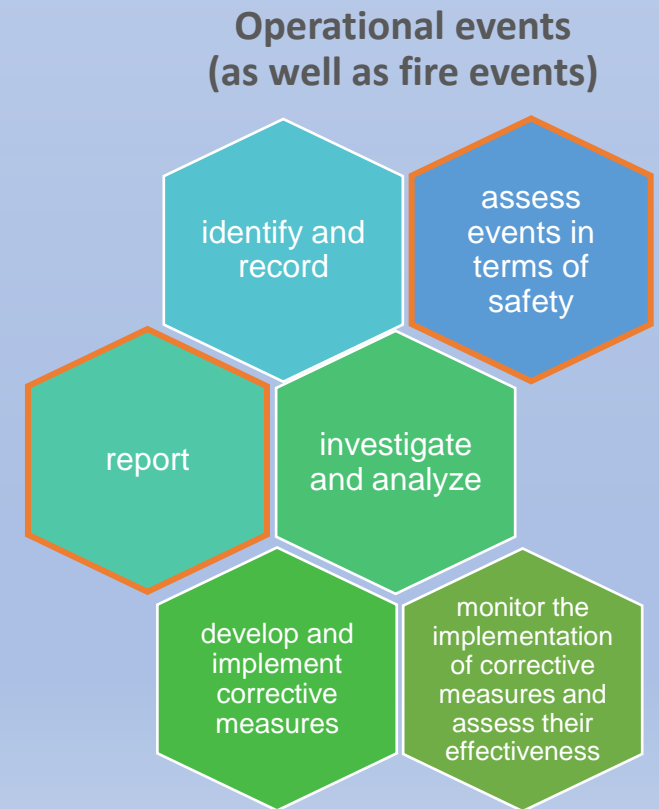 Operational events
(as well as fire events)
identify and
record
assess
events in
terms of
safety
report
investigate
and analyze
develop and
implement
corrective
measures
monitor the
implementation
of corrective
measures and
assess their
effectiveness